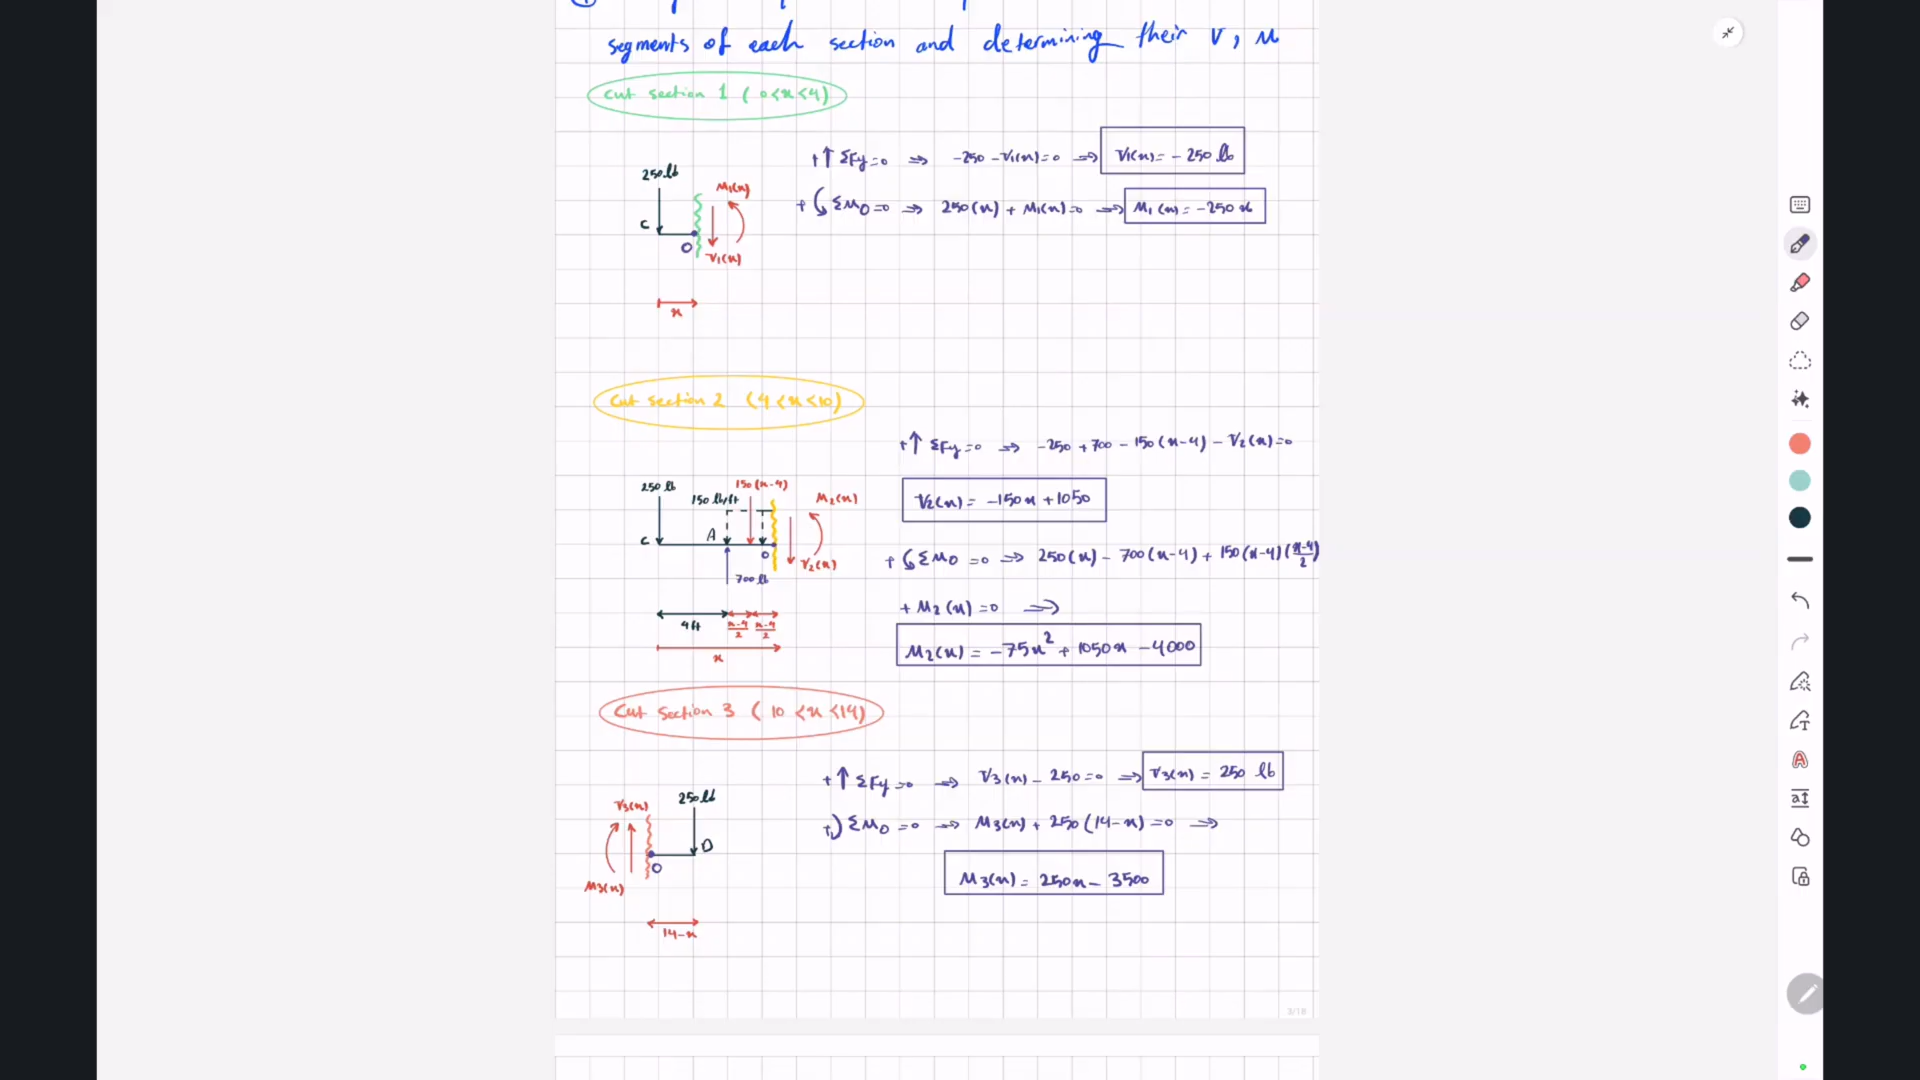 segments of each section and determining their V, M
Cut section 1 (0<x<4)
+↑ ΣFy=0 ⇒ -250 -V1(x)=0 ⇒ V1(x)= -250 lb
250 lb
M1(x)
+ ΣMO=0 ⇒ 250(x) + M1(x)=0 ⇒ M1(x)= -250x
C
O
V1(x)
x
Cut section 2 (4<x<10)
+↑ ΣFy=0 ⇒ -250 +700 -150(x-4) - V2(x)=0
250 lb
150 lb/ft
150(x-4)
M2(x)
V2(x)= -150x +1050
C
A
O
V2(x)
+ ΣMO =0 ⇒ 250(x) - 700(x-4) + 150(x-4)(x-4/2)
700 lb
+ M2(x) =0 ⇒
4ft
x-4/2
x-4/2
x
M2(x) = -75x² + 1050x -4000
Cut section 3 (10<x<14)
+↑ ΣFy=0 ⇒ V3(x) - 250=0 ⇒ V3(x) = 250 lb
V3(x)
250 lb
+ ΣMO =0 ⇒ M3(x) + 250(14-x)=0 ⇒
O
D
M3(x)
M3(x) = 250x - 3500
14-x
3/18